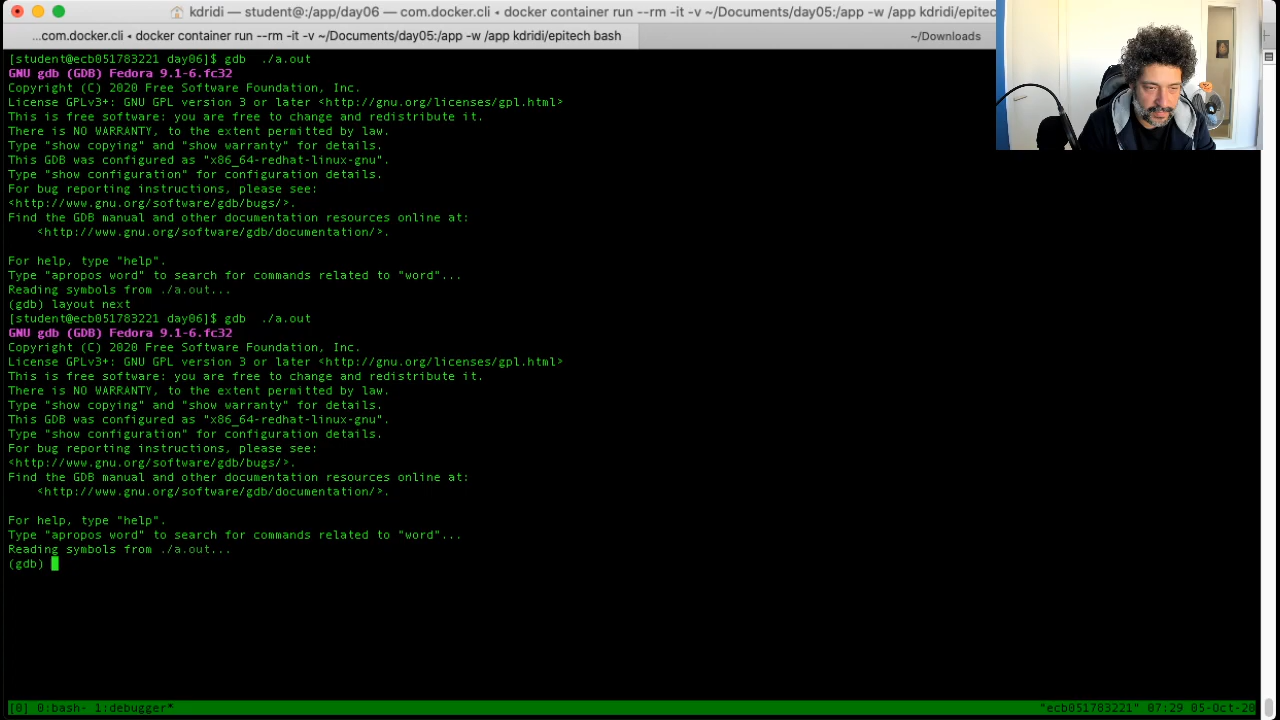 kdridi — student@:/app/day06 — com.docker.cli ◂ docker container run --rm -it -v ~/Documents/day05:/app -w /app kdridi/epitec
...com.docker.cli ◂ docker container run --rm -it -v ~/Documents/day05:/app -w /app kdridi/epitech bash
~/Downloads
[student@ecb051783221 day06]$ gdb  ./a.out
GNU gdb (GDB) Fedora 9.1-6.fc32
Copyright (C) 2020 Free Software Foundation, Inc.
License GPLv3+: GNU GPL version 3 or later <http://gnu.org/licenses/gpl.html>
This is free software: you are free to change and redistribute it.
There is NO WARRANTY, to the extent permitted by law.
Type "show copying" and "show warranty" for details.
This GDB was configured as "x86_64-redhat-linux-gnu".
Type "show configuration" for configuration details.
For bug reporting instructions, please see:
<http://www.gnu.org/software/gdb/bugs/>.
Find the GDB manual and other documentation resources online at:
    <http://www.gnu.org/software/gdb/documentation/>.
For help, type "help".
Type "apropos word" to search for commands related to "word"...
Reading symbols from ./a.out...
(gdb) layout next
[student@ecb051783221 day06]$ gdb  ./a.out
GNU gdb (GDB) Fedora 9.1-6.fc32
Copyright (C) 2020 Free Software Foundation, Inc.
License GPLv3+: GNU GPL version 3 or later <http://gnu.org/licenses/gpl.html>
This is free software: you are free to change and redistribute it.
There is NO WARRANTY, to the extent permitted by law.
Type "show copying" and "show warranty" for details.
This GDB was configured as "x86_64-redhat-linux-gnu".
Type "show configuration" for configuration details.
For bug reporting instructions, please see:
<http://www.gnu.org/software/gdb/bugs/>.
Find the GDB manual and other documentation resources online at:
    <http://www.gnu.org/software/gdb/documentation/>.
For help, type "help".
Type "apropos word" to search for commands related to "word"...
Reading symbols from ./a.out...
(gdb)
[0] 0:bash- 1:debugger* "ecb051783221" 07:29 05-Oct-20